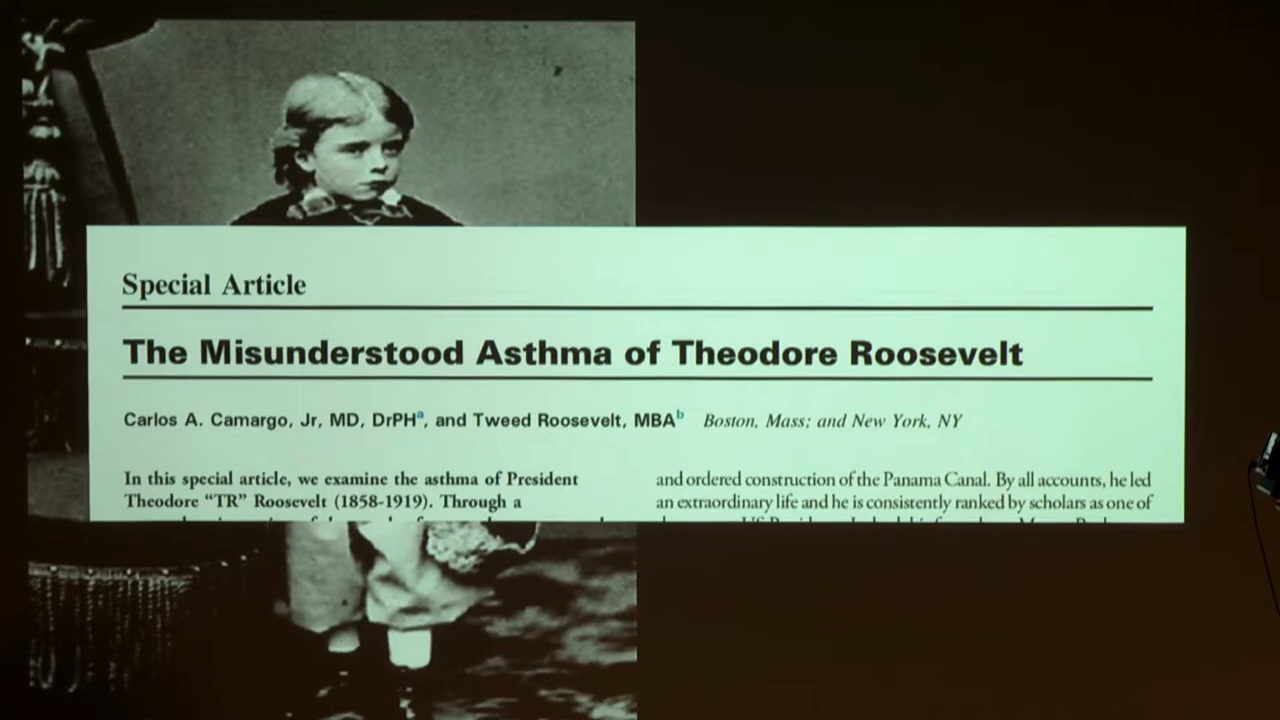 Special Article
The Misunderstood Asthma of Theodore Roosevelt
Carlos A. Camargo, Jr, MD, DrPHᵃ, and Tweed Roosevelt, MBAᵇ Boston, Mass; and New York, NY
In this special article, we examine the asthma of President
Theodore “TR” Roosevelt (1858-1919). Through a
and ordered construction of the Panama Canal. By all accounts, he led
an extraordinary life and he is consistently ranked by scholars as one of